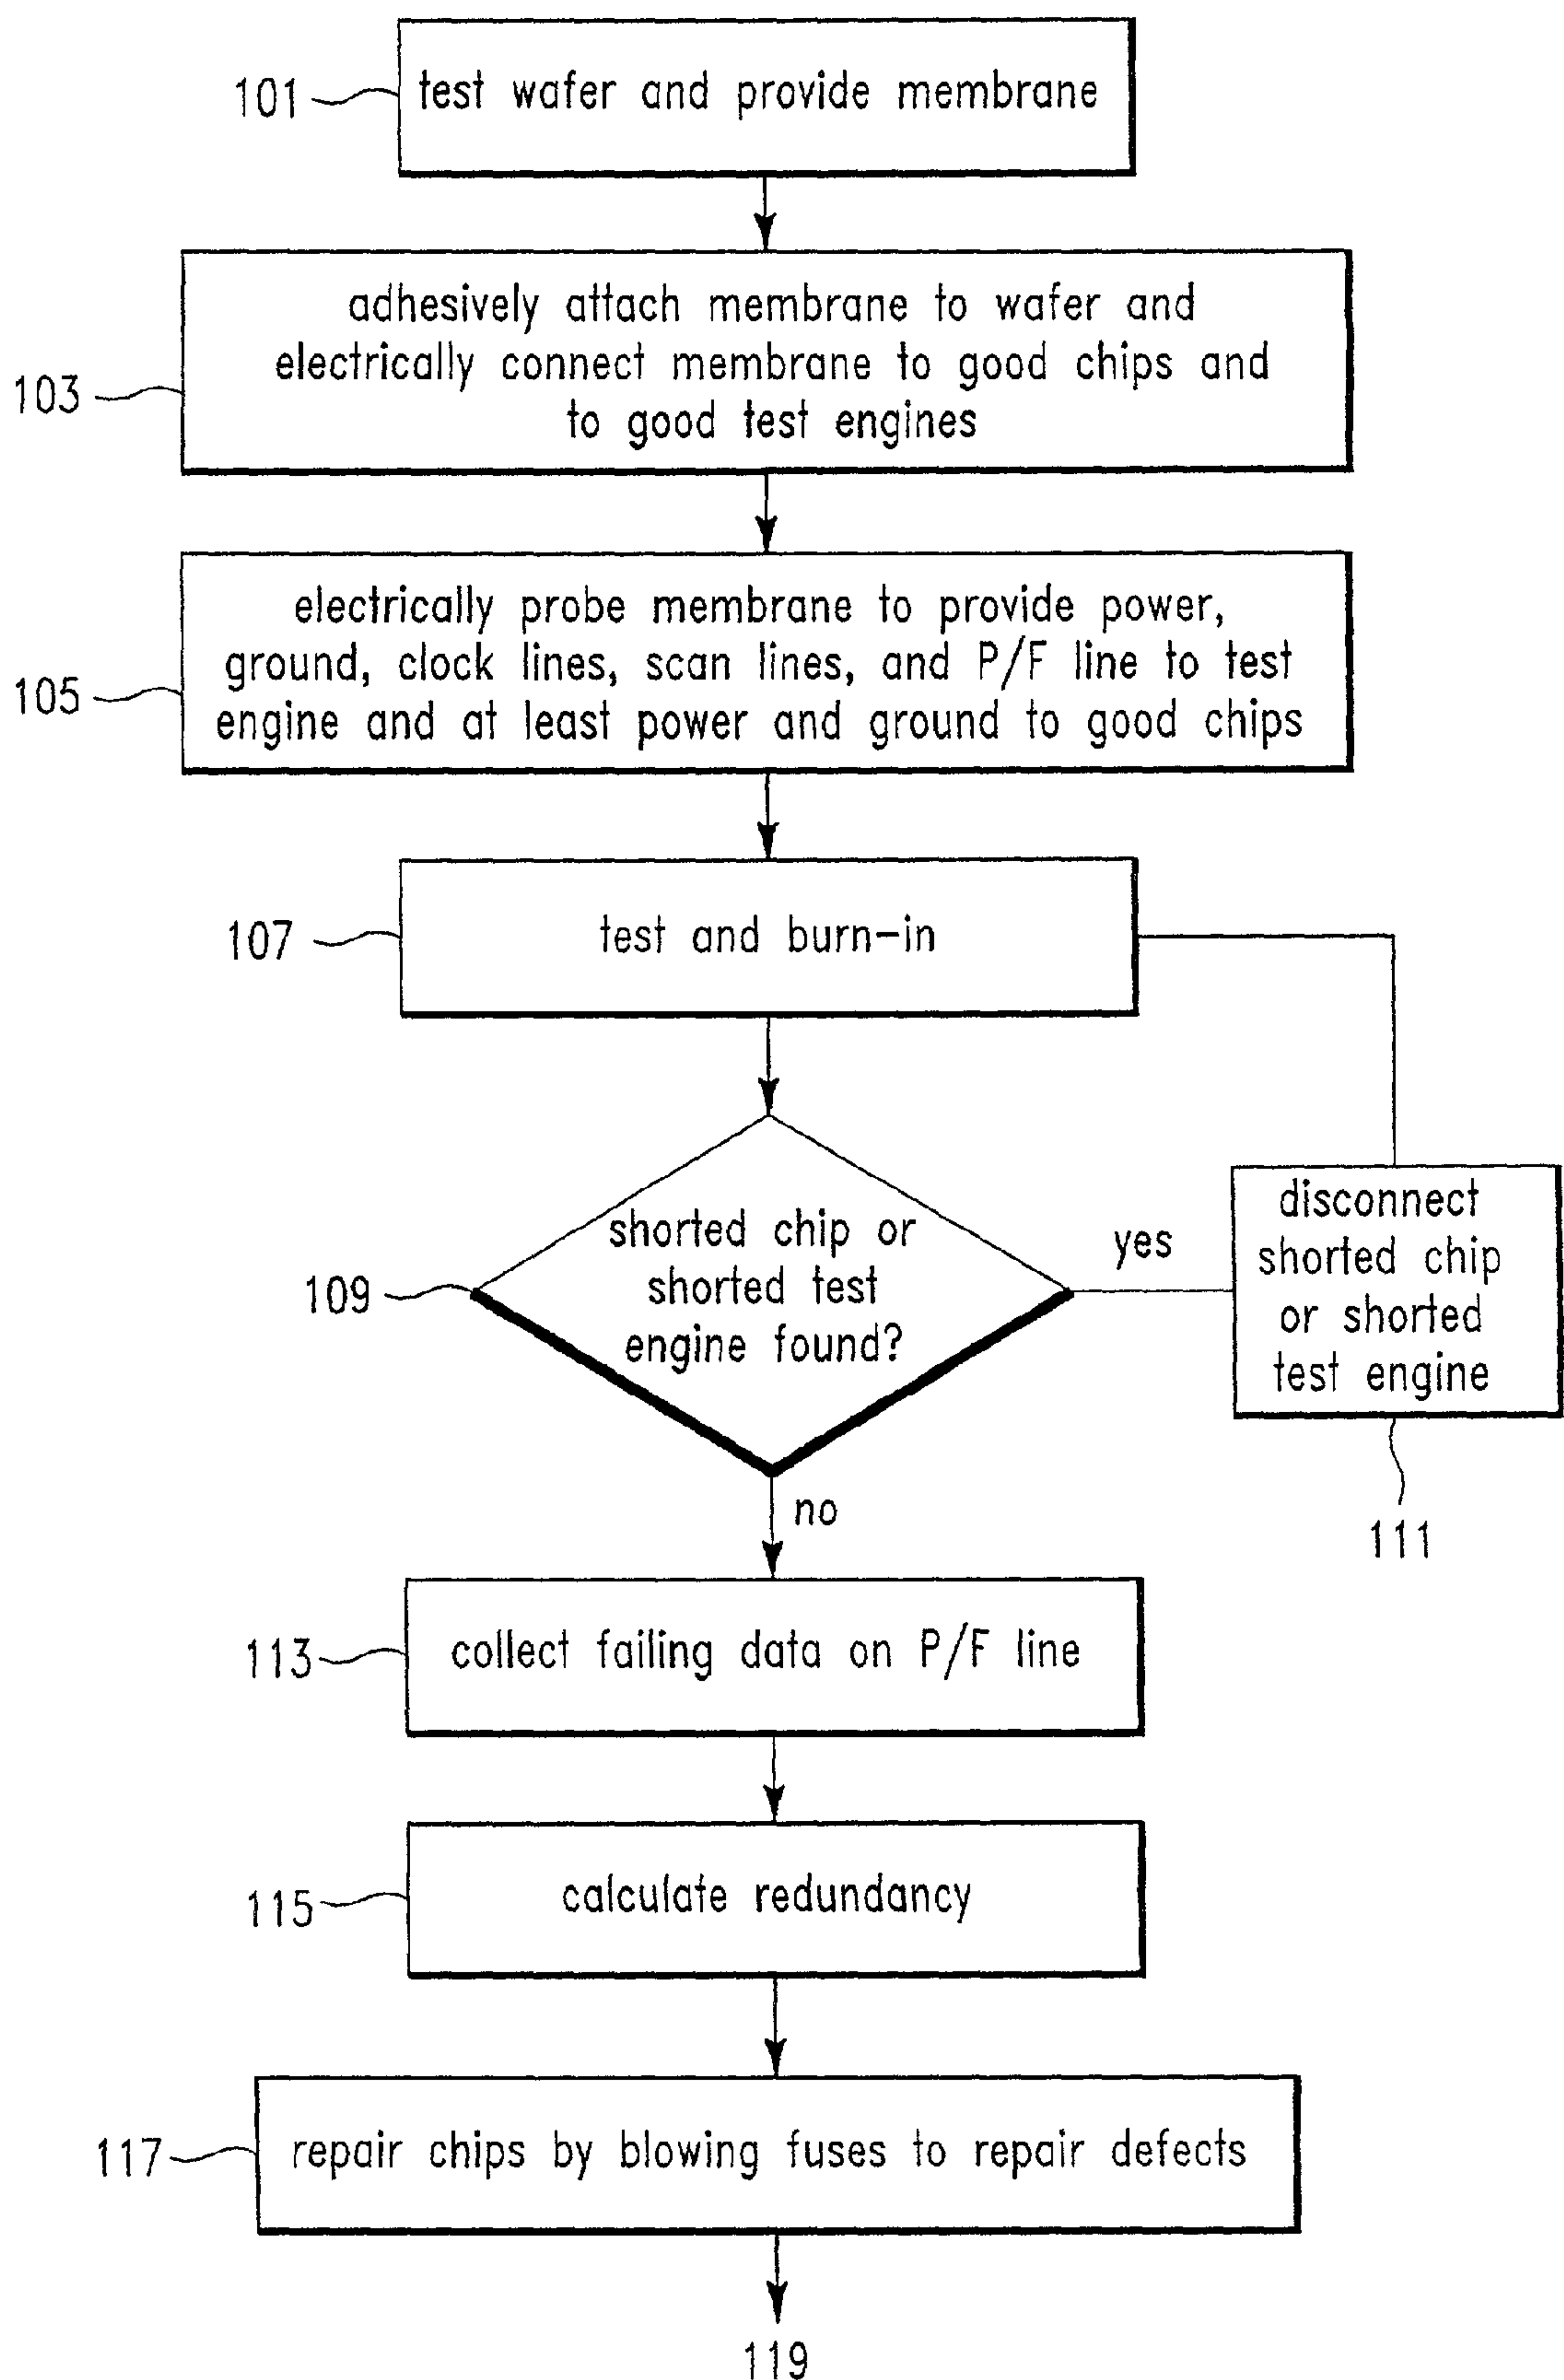 101
test wafer and provide membrane
103
adhesively attach membrane to wafer and
electrically connect membrane to good chips and
to good test engines
105
electrically probe membrane to provide power,
ground, clock lines, scan lines, and P/F line to test
engine and at least power and ground to good chips
107
test and burn-in
109
shorted chip or
shorted test
engine found?
yes
disconnect
shorted chip
or shorted
test engine
111
no
113
collect failing data on P/F line
115
calculate redundancy
117
repair chips by blowing fuses to repair defects
119